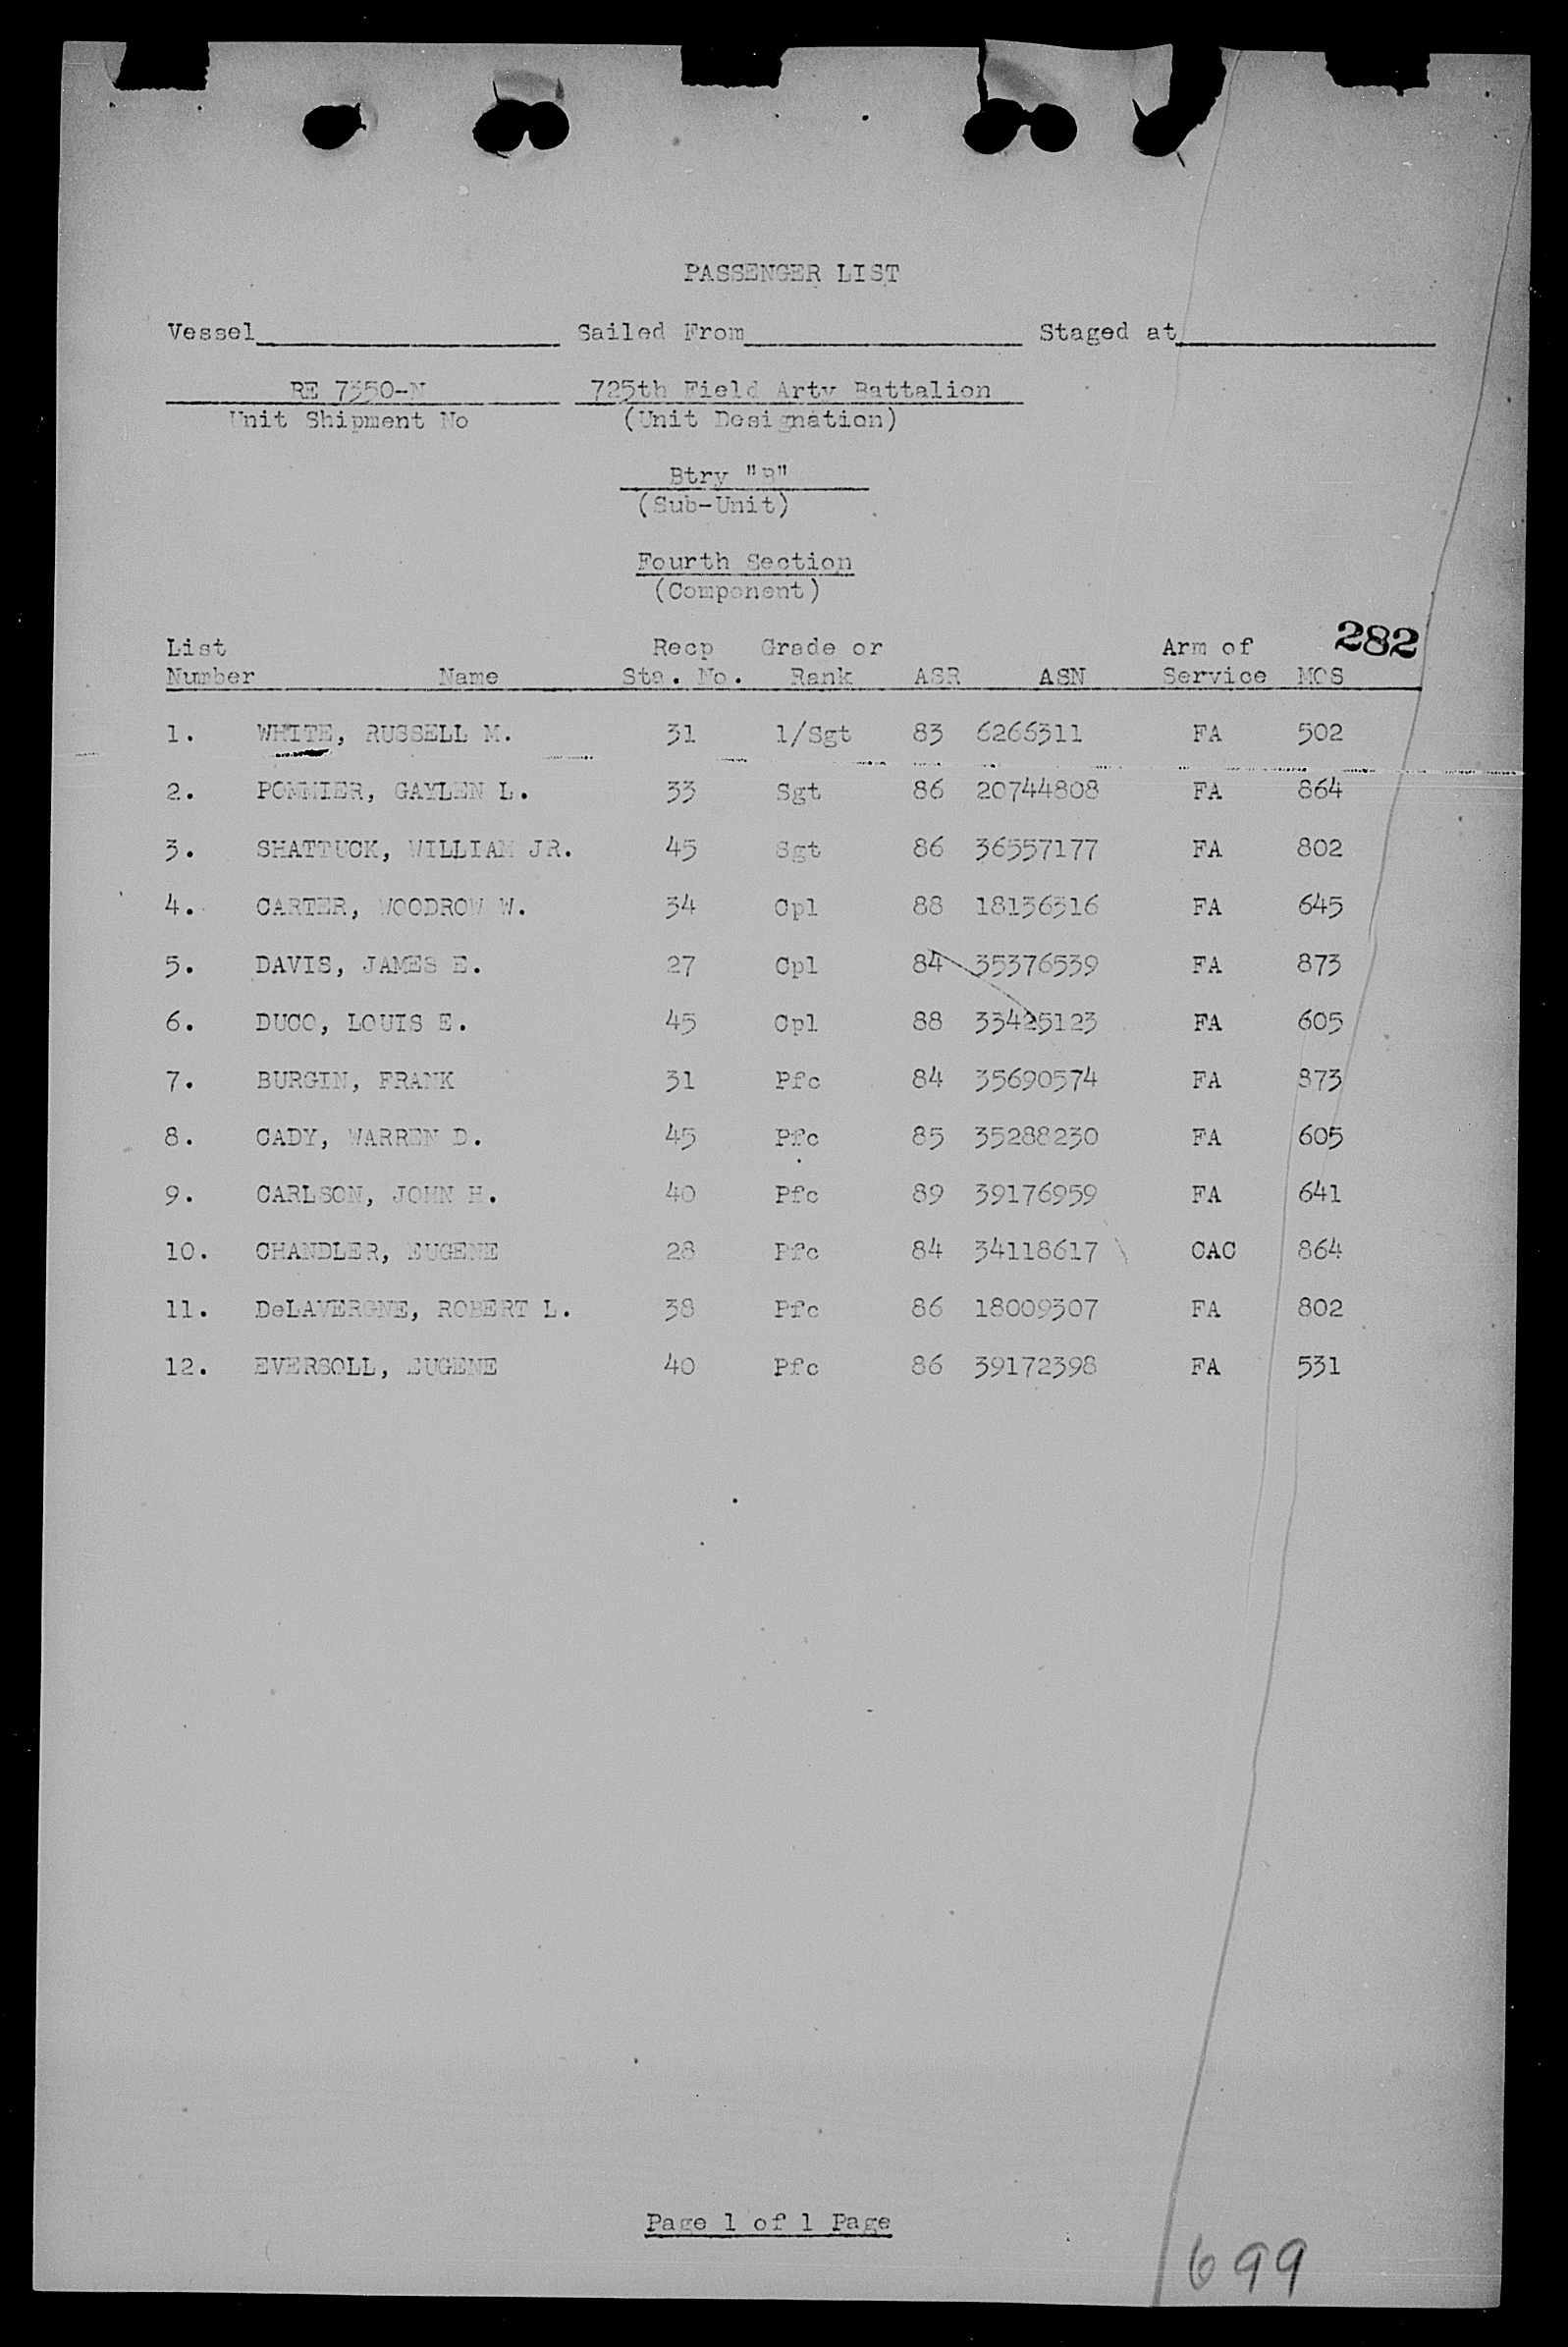 PASSENGER LIST
Vessel Sailed From Staged at
RE 7350-N 725th Field Arty Battalion
Unit Shipment No (Unit Designation)
Btry "B"
(Sub-Unit)
Fourth Section
(Component)
282
List Recp Grade or Arm of
Number Name Sta. No. Rank ASR ASN Service MOS
1. WHITE, RUSSELL M. 31 1/Sgt 83 6266311 FA 502
2. POMMIER, GAYLEN L. 33 Sgt 86 20744808 FA 864
3. SHATTUCK, WILLIAM JR. 45 Sgt 86 36557177 FA 802
4. CARTER, WOODROW W. 34 Cpl 88 18136316 FA 645
5. DAVIS, JAMES E. 27 Cpl 84 35376539 FA 873
6. DUCO, LOUIS E. 45 Cpl 88 33425123 FA 605
7. BURGIN, FRANK 31 Pfc 84 35690574 FA 873
8. CADY, WARREN D. 45 Pfc 85 35288230 FA 605
9. CARLSON, JOHN H. 40 Pfc 89 39176959 FA 641
10. CHANDLER, EUGENE 28 Pfc 84 34118617 CAC 864
11. DeLAVERGNE, ROBERT L. 38 Pfc 86 18009307 FA 802
12. EVERSOLL, EUGENE 40 Pfc 86 39172398 FA 531
Page 1 of 1 Page
699